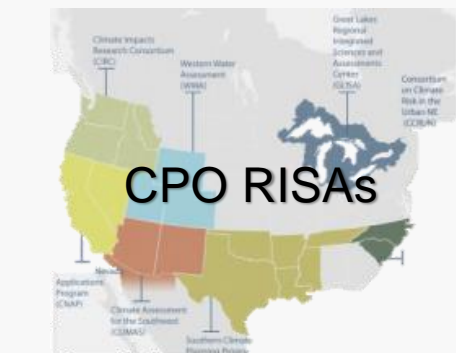 Great Lakes
Regional
Integrated
Sciences and
Assessments
Center
(GLISA)
Climate Impacts
Research Consortium
(CIRC)
Western Water
Assessment
(WWA)
Consortium
on Climate
Risk in the
Urban NE
(CCRUN)
CPO RISAs
Nevada
Applications
Program
(CNAP)
Climate Assessment
for the Southwest
(CLIMAS)
Southern Climate